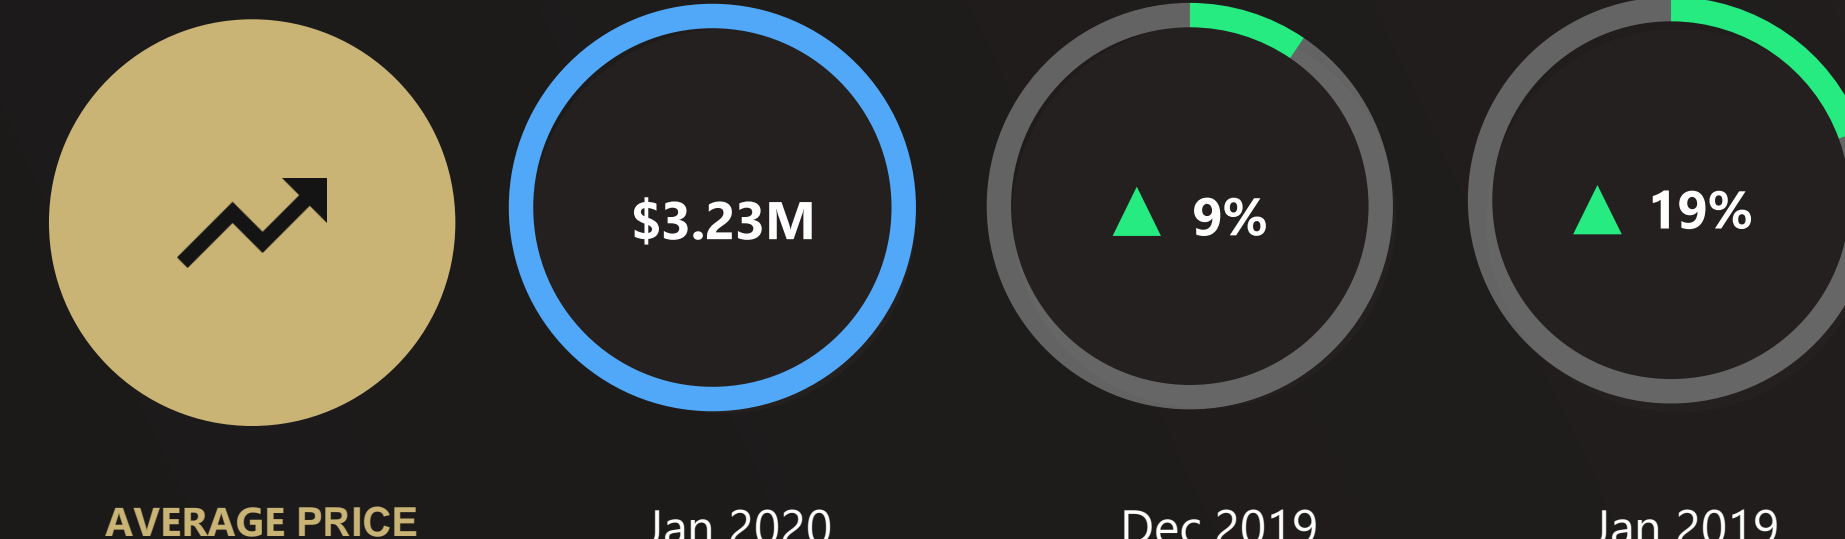 $3.23M
9%
19%
AVERAGE PRICE
Jan 2020
Dec 2019
Jan 2019